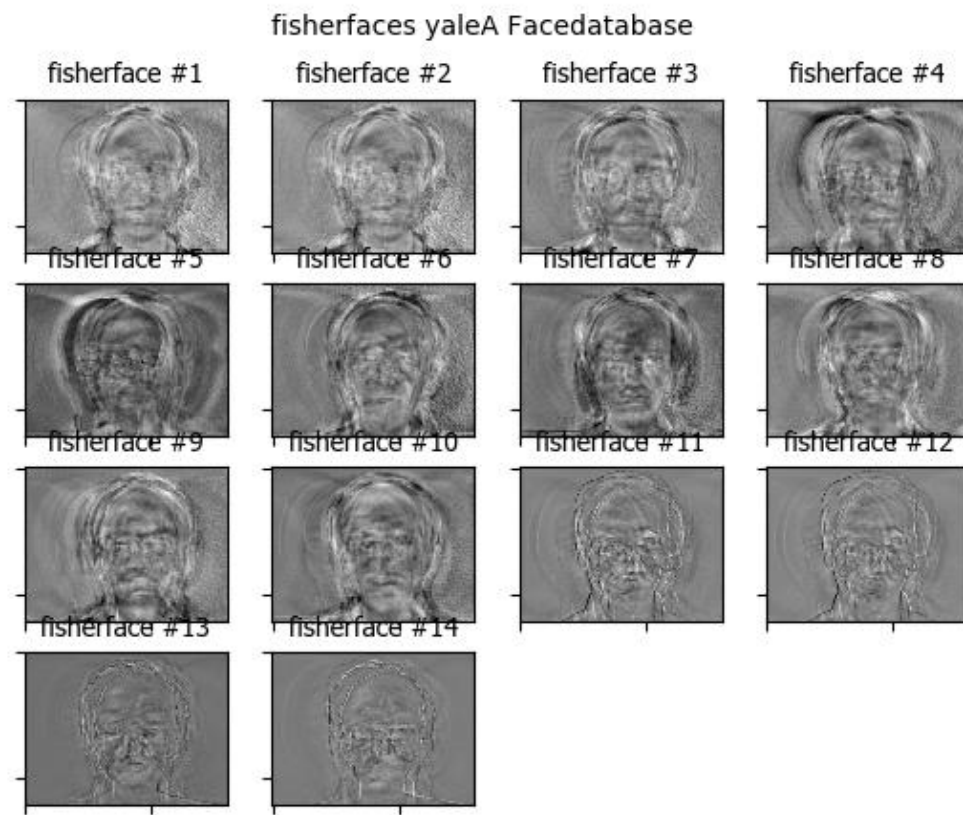 fisherfaces yaleA Facedatabase
fisherface #1
fisherface #2
fisherface #3
fisherface #4
fisherface #5
fisherface #6
fisherface #7
fisherface #8
fisherface #9
fisherface #10
fisherface #11
fisherface #12
fisherface #13
fisherface #14